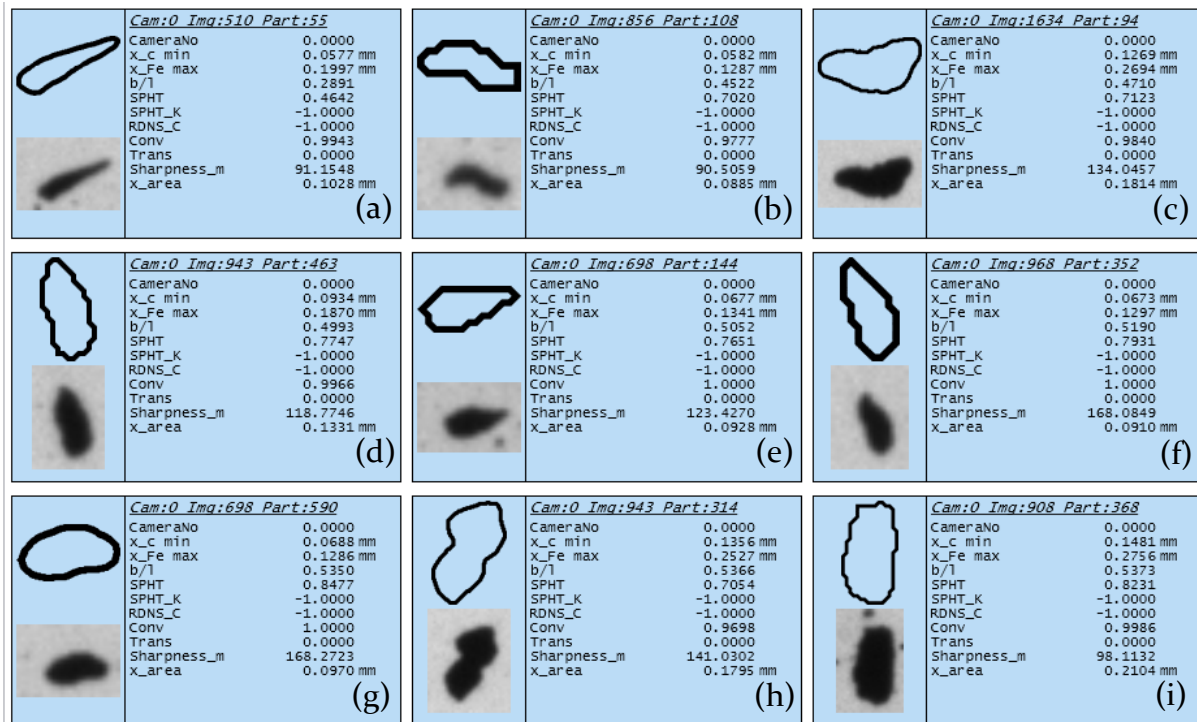 Cam:0 Img:510 Part:55
CameraNo 0.0000
x_c min 0.0577 mm
x_Fe max 0.1997 mm
b/l 0.2891
SPHT 0.4642
SPHT_K -1.0000
RDNS_C -1.0000
Conv 0.9943
Trans 0.0000
Sharpness_m 91.1548
x_area 0.1028 mm
(a)
Cam:0 Img:856 Part:108
CameraNo 0.0000
x_c min 0.0582 mm
x_Fe max 0.1287 mm
b/l 0.4522
SPHT 0.7020
SPHT_K -1.0000
RDNS_C -1.0000
Conv 0.9777
Trans 0.0000
Sharpness_m 90.5059
x_area 0.0885 mm
(b)
Cam:0 Img:1634 Part:94
CameraNo 0.0000
x_c min 0.1269 mm
x_Fe max 0.2694 mm
b/l 0.4710
SPHT 0.7123
SPHT_K -1.0000
RDNS_C -1.0000
Conv 0.9840
Trans 0.0000
Sharpness_m 134.0457
x_area 0.1814 mm
(c)
Cam:0 Img:943 Part:463
CameraNo 0.0000
x_c min 0.0934 mm
x_Fe max 0.1870 mm
b/l 0.4993
SPHT 0.7747
SPHT_K -1.0000
RDNS_C -1.0000
Conv 0.9966
Trans 0.0000
Sharpness_m 118.7746
x_area 0.1331 mm
(d)
Cam:0 Img:698 Part:144
CameraNo 0.0000
x_c min 0.0677 mm
x_Fe max 0.1341 mm
b/l 0.5052
SPHT 0.7651
SPHT_K -1.0000
RDNS_C -1.0000
Conv 1.0000
Trans 0.0000
Sharpness_m 123.4270
x_area 0.0928 mm
(e)
Cam:0 Img:968 Part:352
CameraNo 0.0000
x_c min 0.0673 mm
x_Fe max 0.1297 mm
b/l 0.5190
SPHT 0.7931
SPHT_K -1.0000
RDNS_C -1.0000
Conv 1.0000
Trans 0.0000
Sharpness_m 168.0849
x_area 0.0910 mm
(f)
Cam:0 Img:698 Part:590
CameraNo 0.0000
x_c min 0.0688 mm
x_Fe max 0.1286 mm
b/l 0.5350
SPHT 0.8477
SPHT_K -1.0000
RDNS_C -1.0000
Conv 1.0000
Trans 0.0000
Sharpness_m 168.2723
x_area 0.0970 mm
(g)
Cam:0 Img:943 Part:314
CameraNo 0.0000
x_c min 0.1356 mm
x_Fe max 0.2527 mm
b/l 0.5366
SPHT 0.7054
SPHT_K -1.0000
RDNS_C -1.0000
Conv 0.9698
Trans 0.0000
Sharpness_m 141.0302
x_area 0.1795 mm
(h)
Cam:0 Img:908 Part:368
CameraNo 0.0000
x_c min 0.1481 mm
x_Fe max 0.2756 mm
b/l 0.5373
SPHT 0.8231
SPHT_K -1.0000
RDNS_C -1.0000
Conv 0.9986
Trans 0.0000
Sharpness_m 98.1132
x_area 0.2104 mm
(i)